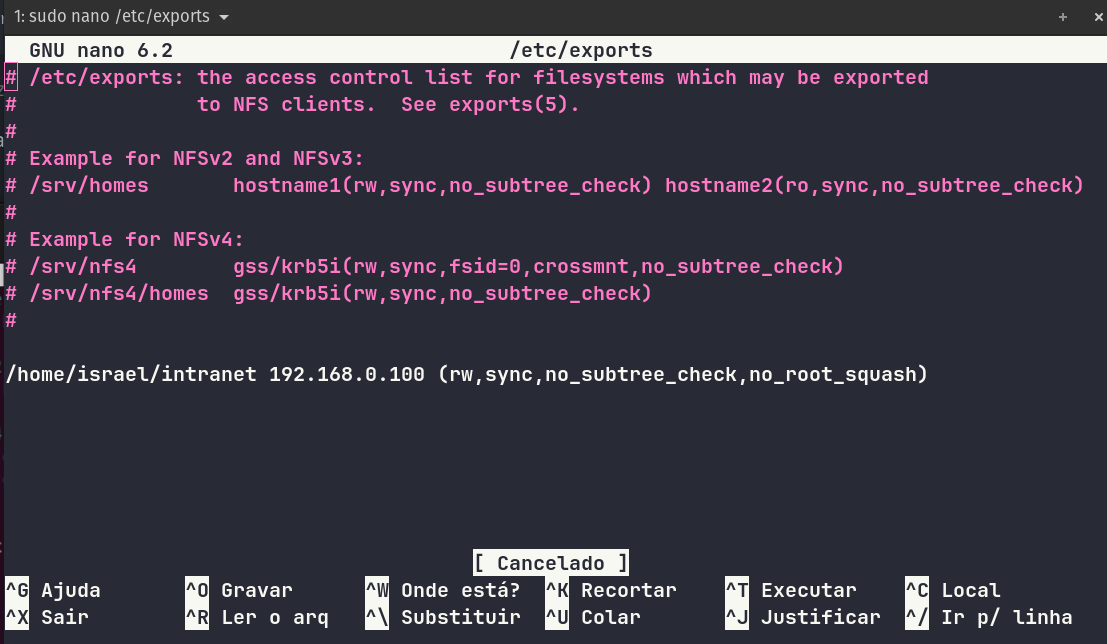 1: sudo nano /etc/exports
GNU nano 6.2 /etc/exports
# /etc/exports: the access control list for filesystems which may be exported
#               to NFS clients.  See exports(5).
#
# Example for NFSv2 and NFSv3:
# /srv/homes       hostname1(rw,sync,no_subtree_check) hostname2(ro,sync,no_subtree_check)
#
# Example for NFSv4:
# /srv/nfs4        gss/krb5i(rw,sync,fsid=0,crossmnt,no_subtree_check)
# /srv/nfs4/homes  gss/krb5i(rw,sync,no_subtree_check)
#
/home/israel/intranet 192.168.0.100 (rw,sync,no_subtree_check,no_root_squash)
[ Cancelado ]
^G Ajuda ^O Gravar ^W Onde está? ^K Recortar ^T Executar ^C Local
^X Sair ^R Ler o arq ^\ Substituir ^U Colar ^J Justificar ^/ Ir p/ linha